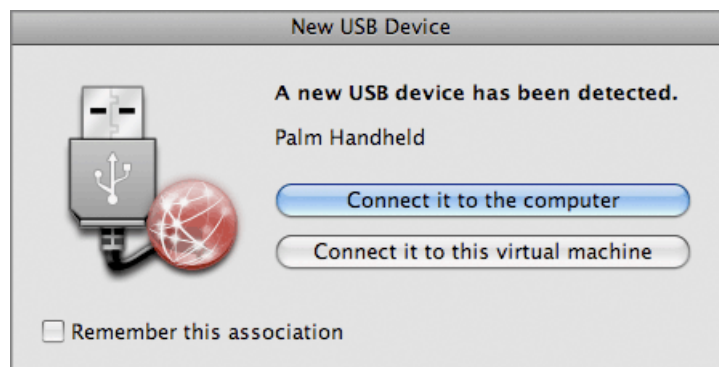 New USB Device
A new USB device has been detected.
Palm Handheld
Connect it to the computer
Connect it to this virtual machine
Remember this association